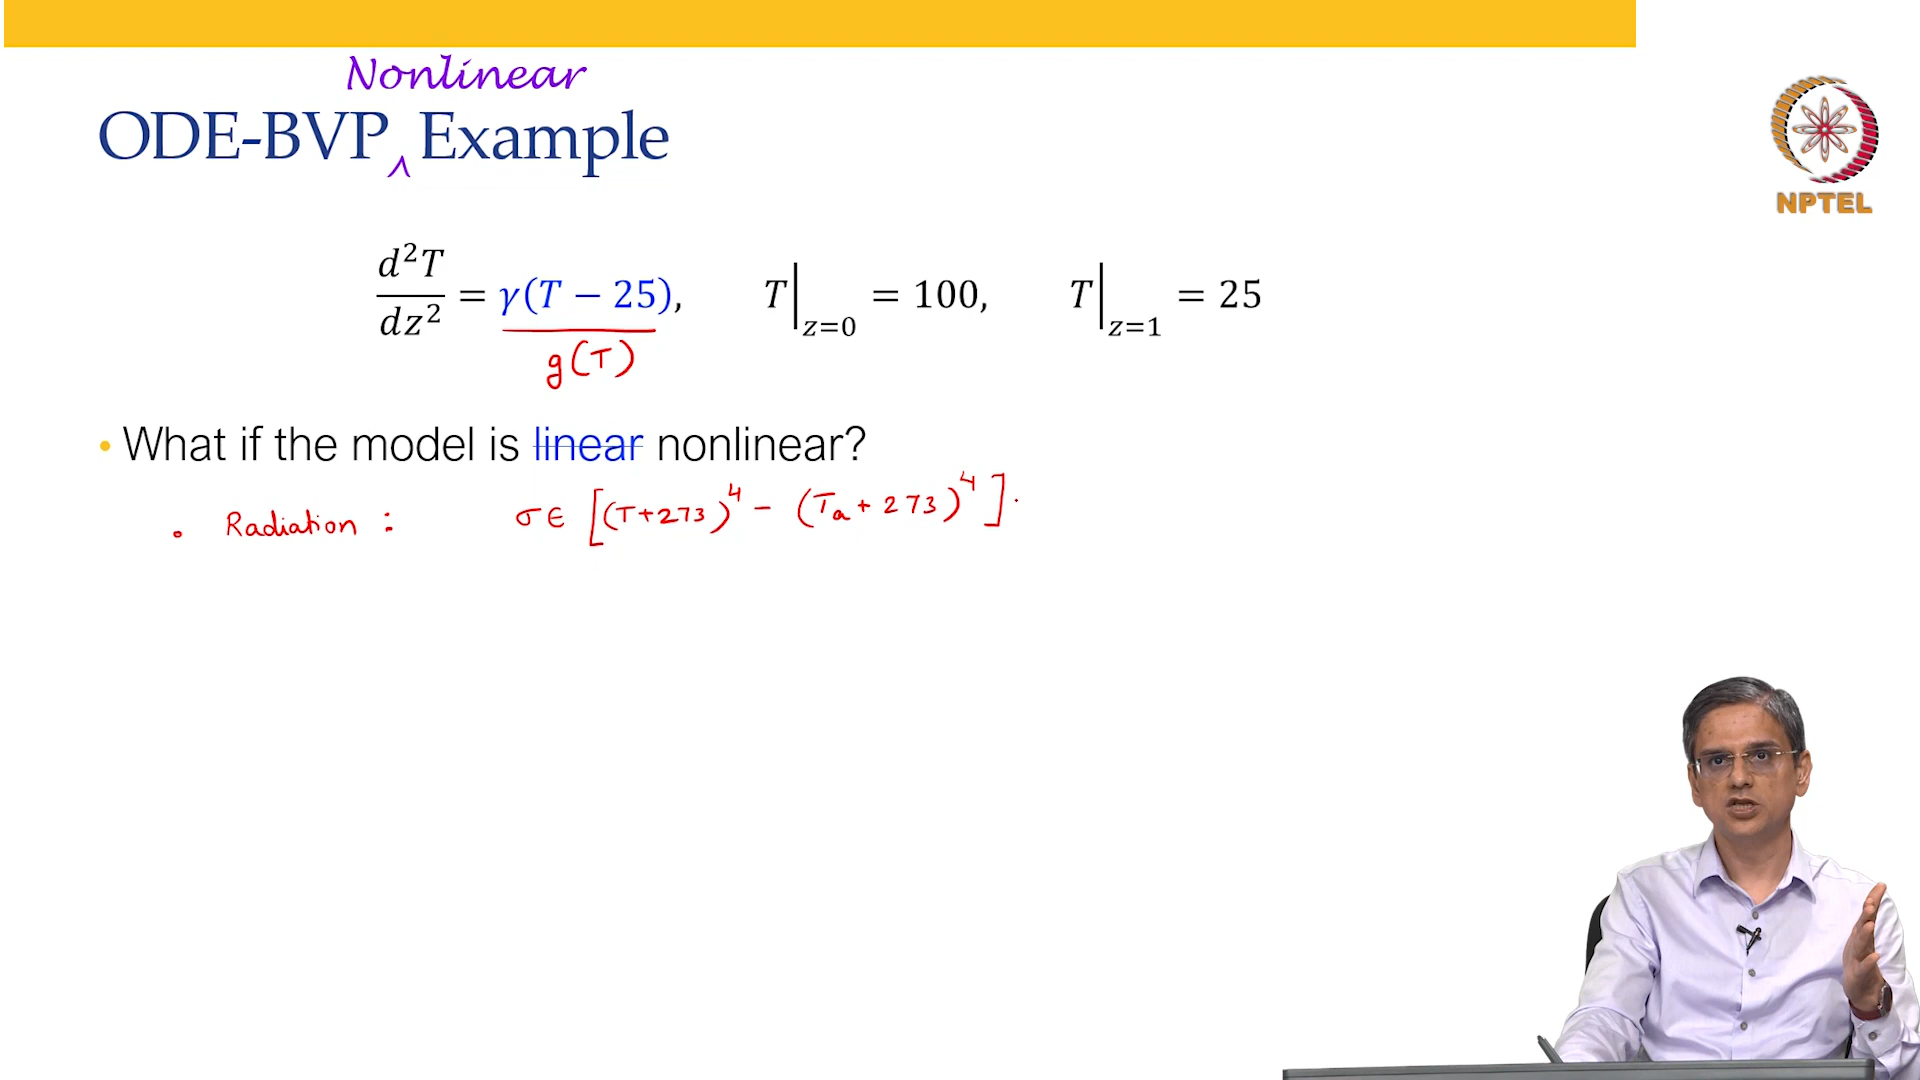 Nonlinear
ODE-BVP ^ Example
NPTEL
d²T/dz² = γ(T − 25), T|z=0 = 100, T|z=1 = 25
g(T)
• What if the model is linear nonlinear?
• Radiation : σ∈ [(T+273)⁴ − (Tₐ+273)⁴].